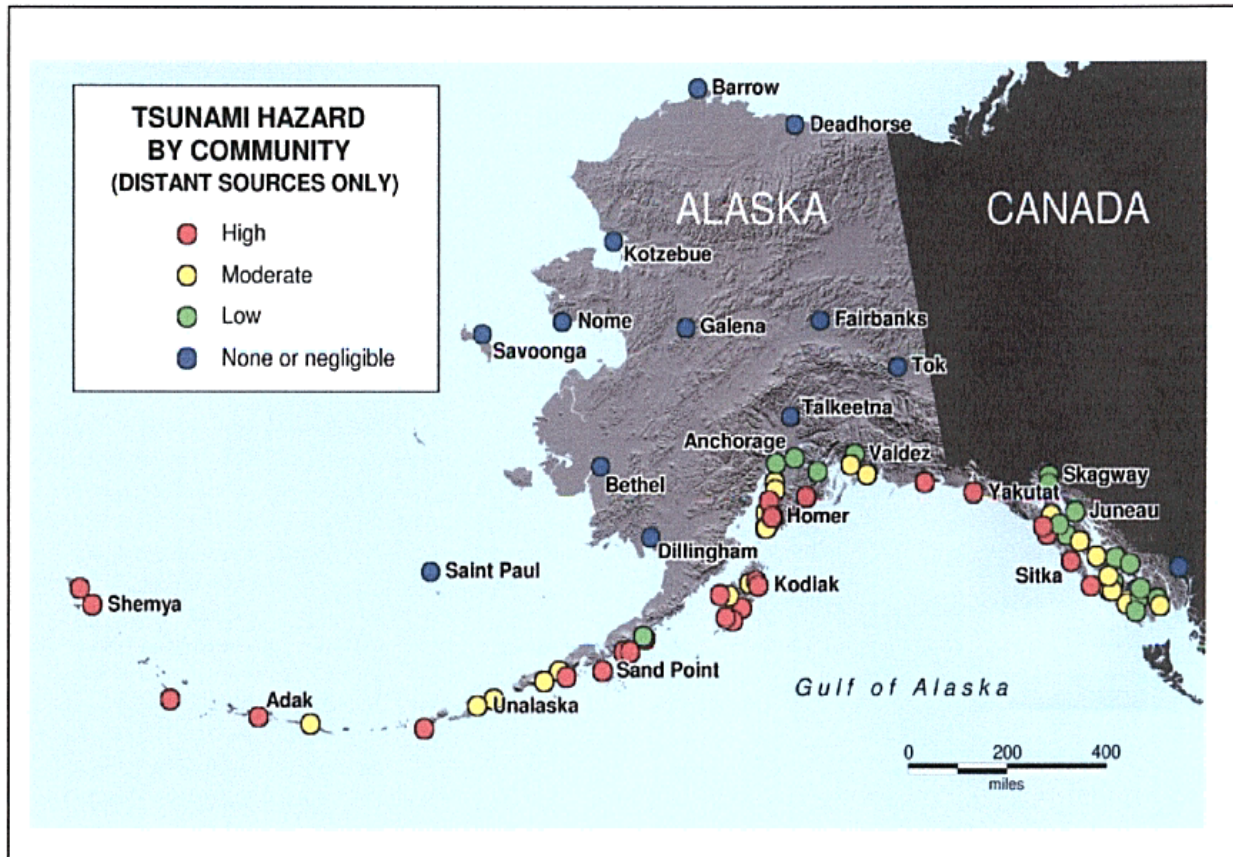 TSUNAMI HAZARD
BY COMMUNITY
(DISTANT SOURCES ONLY)
High
Moderate
Low
None or negligible
Barrow
Deadhorse
ALASKA
CANADA
Kotzebue
Nome
Galena
Fairbanks
Savoonga
Tok
Talkeetna
Anchorage
Valdez
Bethel
Skagway
Yakutat
Juneau
Homer
Dillingham
Saint Paul
Sitka
Kodiak
Shemya
Sand Point
Gulf of Alaska
Adak
Unalaska
0 200 400
miles